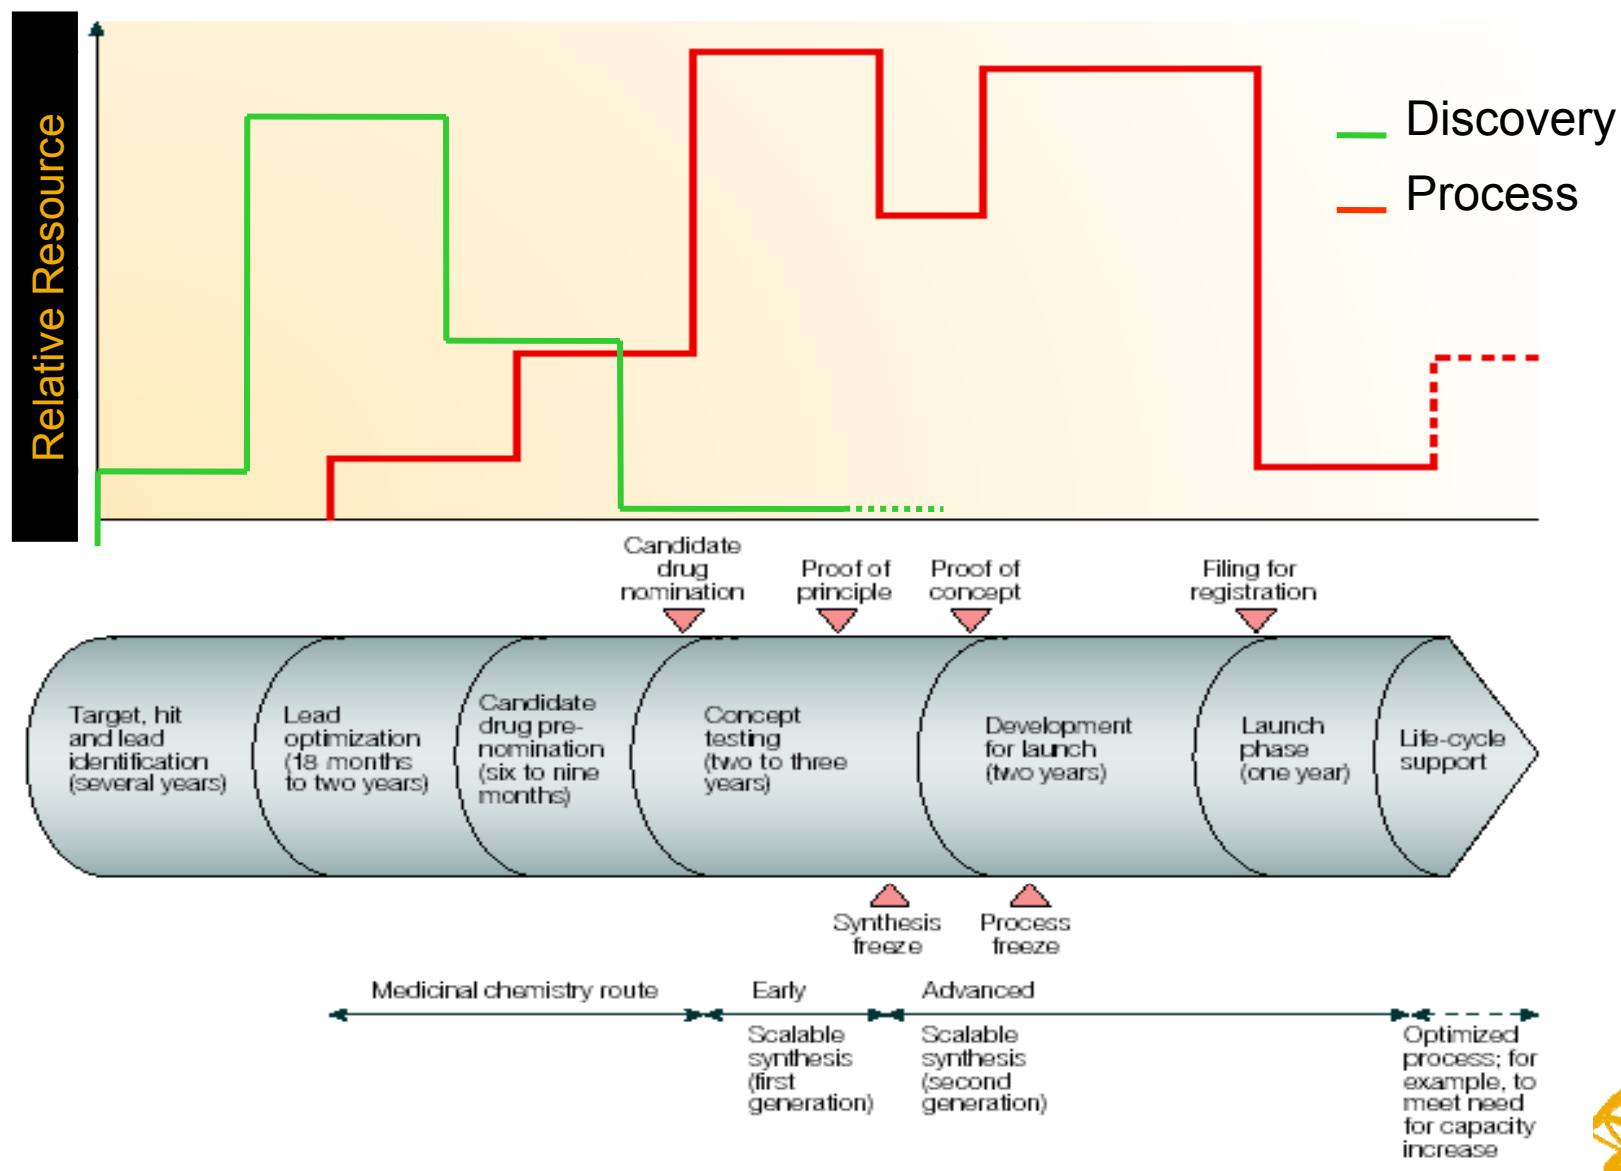 Relative Resource
Discovery
Process
Candidate
drug
nomination
Proof of
principle
Proof of
concept
Filing for
registration
Target, hit
and lead
identification
(several years)
Lead
optimization
(18 months
to two years)
Candidate
drug pre-
nomination
(six to nine
months)
Concept
testing
(two to three
years)
Development
for launch
(two years)
Launch
phase
(one year)
Life-cycle
support
Synthesis
freeze
Process
freeze
Medicinal chemistry route
Early
Scalable
synthesis
(first
generation)
Advanced
Scalable
synthesis
(second
generation)
Optimized
process; for
example, to
meet need
for capacity
increase